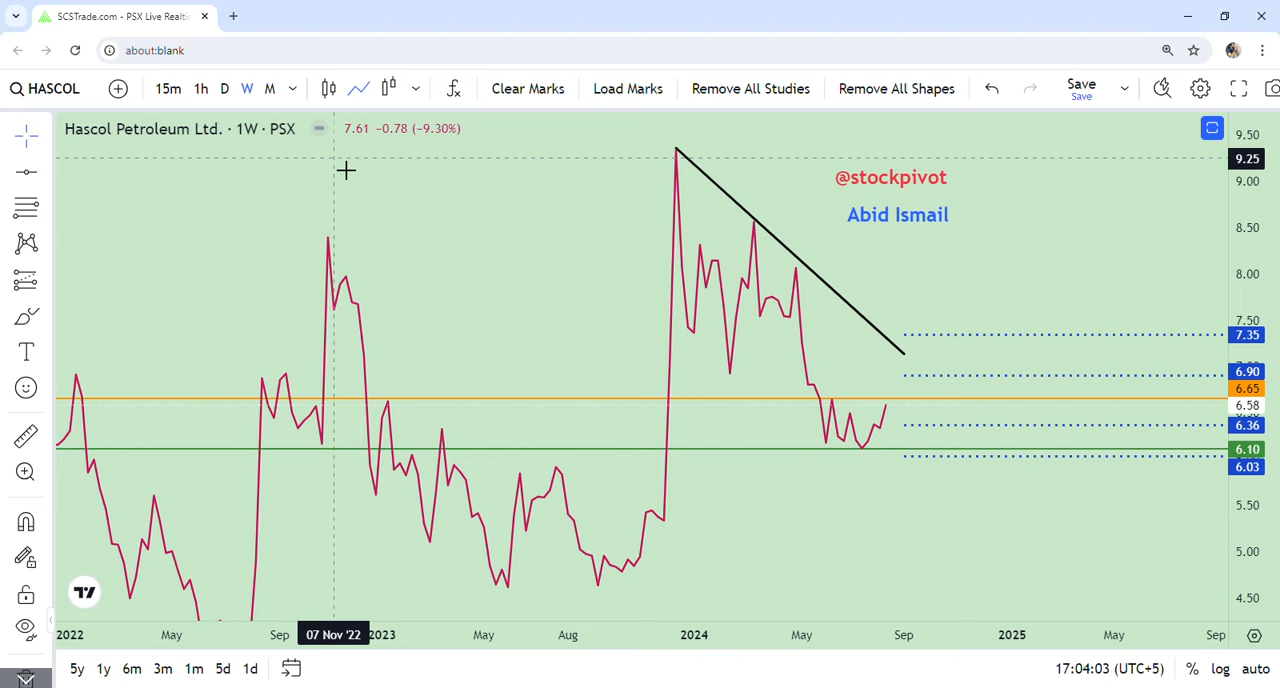 SCSTrade.com - PSX Live Realtin
about:blank
HASCOL 15m 1h D W M Clear Marks Load Marks Remove All Studies Remove All Shapes Save
Save
Hascol Petroleum Ltd. · 1W · PSX 7.61 −0.78 (−9.30%)
@stockpivot
Abid Ismail
9.50
9.25
9.00
8.50
8.00
7.50
7.35
6.90
6.65
6.58
6.36
6.10
6.03
5.50
5.00
4.50
2022 May Sep 07 Nov '22 2023 May Aug 2024 May Sep 2025 May Sep
5y 1y 6m 3m 1m 5d 1d 17:04:03 (UTC+5) % log auto